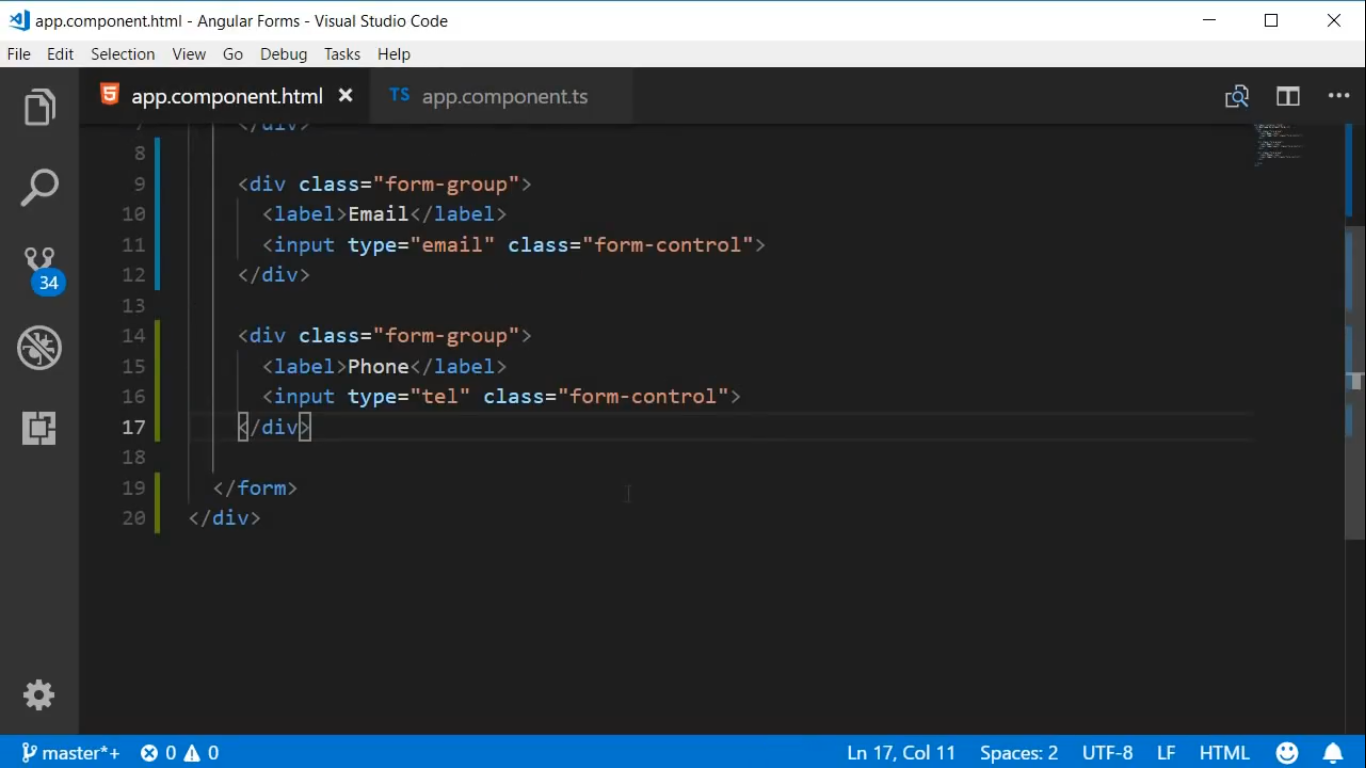 app.component.html - Angular Forms - Visual Studio Code
File Edit Selection View Go Debug Tasks Help
app.component.html TS app.component.ts
7 </div>
8
9 <div class="form-group">
10 <label>Email</label>
11 <input type="email" class="form-control">
12 </div>
13
14 <div class="form-group">
15 <label>Phone</label>
16 <input type="tel" class="form-control">
17 </div>
18
19 </form>
20 </div>
34
master*+ 0 0 Ln 17, Col 11 Spaces: 2 UTF-8 LF HTML